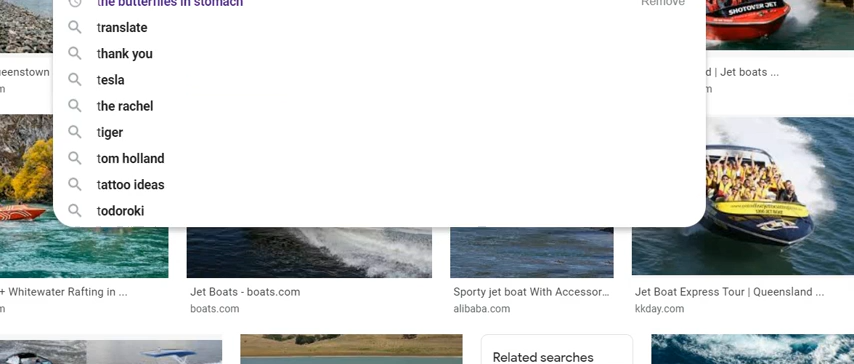 the butterflies in stomach
Remove
translate
thank you
tesla
the rachel
tiger
tom holland
tattoo ideas
todoroki
SHOTOVER JET
eenstown
d | Jet boats ...
m
m
+ Whitewater Rafting in ...
m
Jet Boats - boats.com
boats.com
Sporty jet boat With Accessor...
alibaba.com
Jet Boat Express Tour | Queensland ...
kkday.com
Related searches